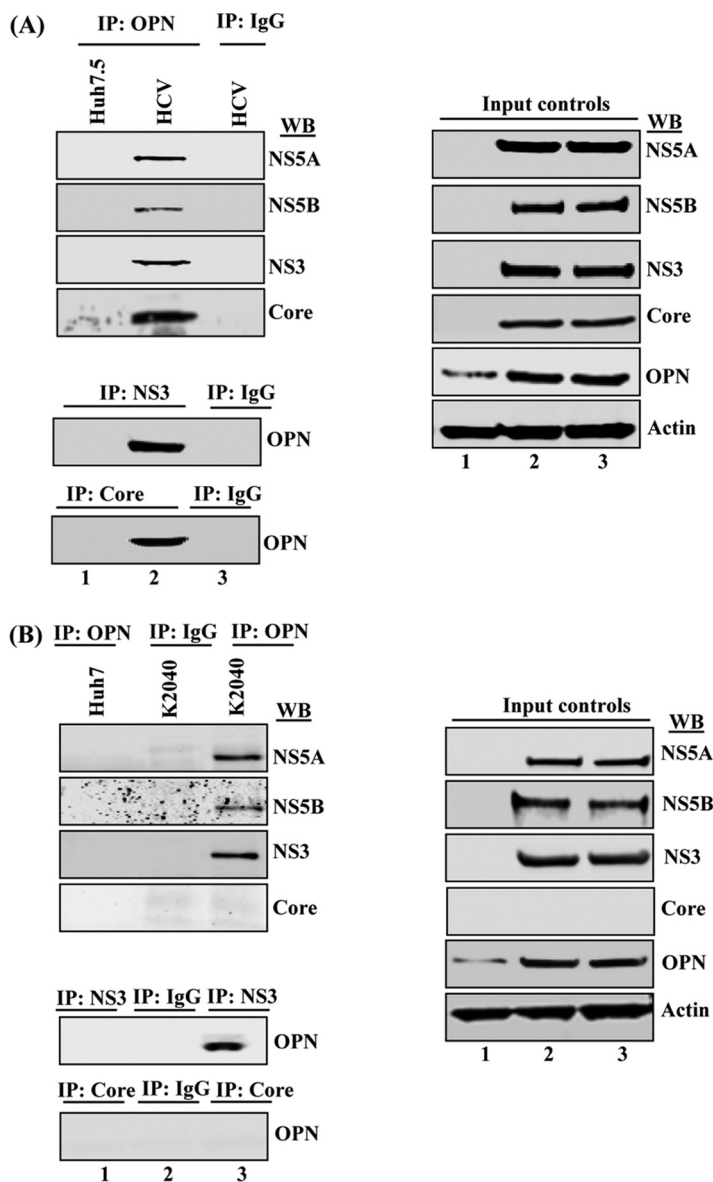 (A)
IP: OPN IP: IgG
Huh7.5 HCV HCV
WB
NS5A
NS5B
NS3
Core
IP: NS3 IP: IgG
OPN
IP: Core IP: IgG
OPN
1 2 3
Input controls
WB
NS5A
NS5B
NS3
Core
OPN
Actin
1 2 3
(B)
IP: OPN IP: IgG IP: OPN
Huh7 K2040 K2040
WB
NS5A
NS5B
NS3
Core
IP: NS3 IP: IgG IP: NS3
OPN
IP: Core IP: IgG IP: Core
OPN
1 2 3
Input controls
WB
NS5A
NS5B
NS3
Core
OPN
Actin
1 2 3